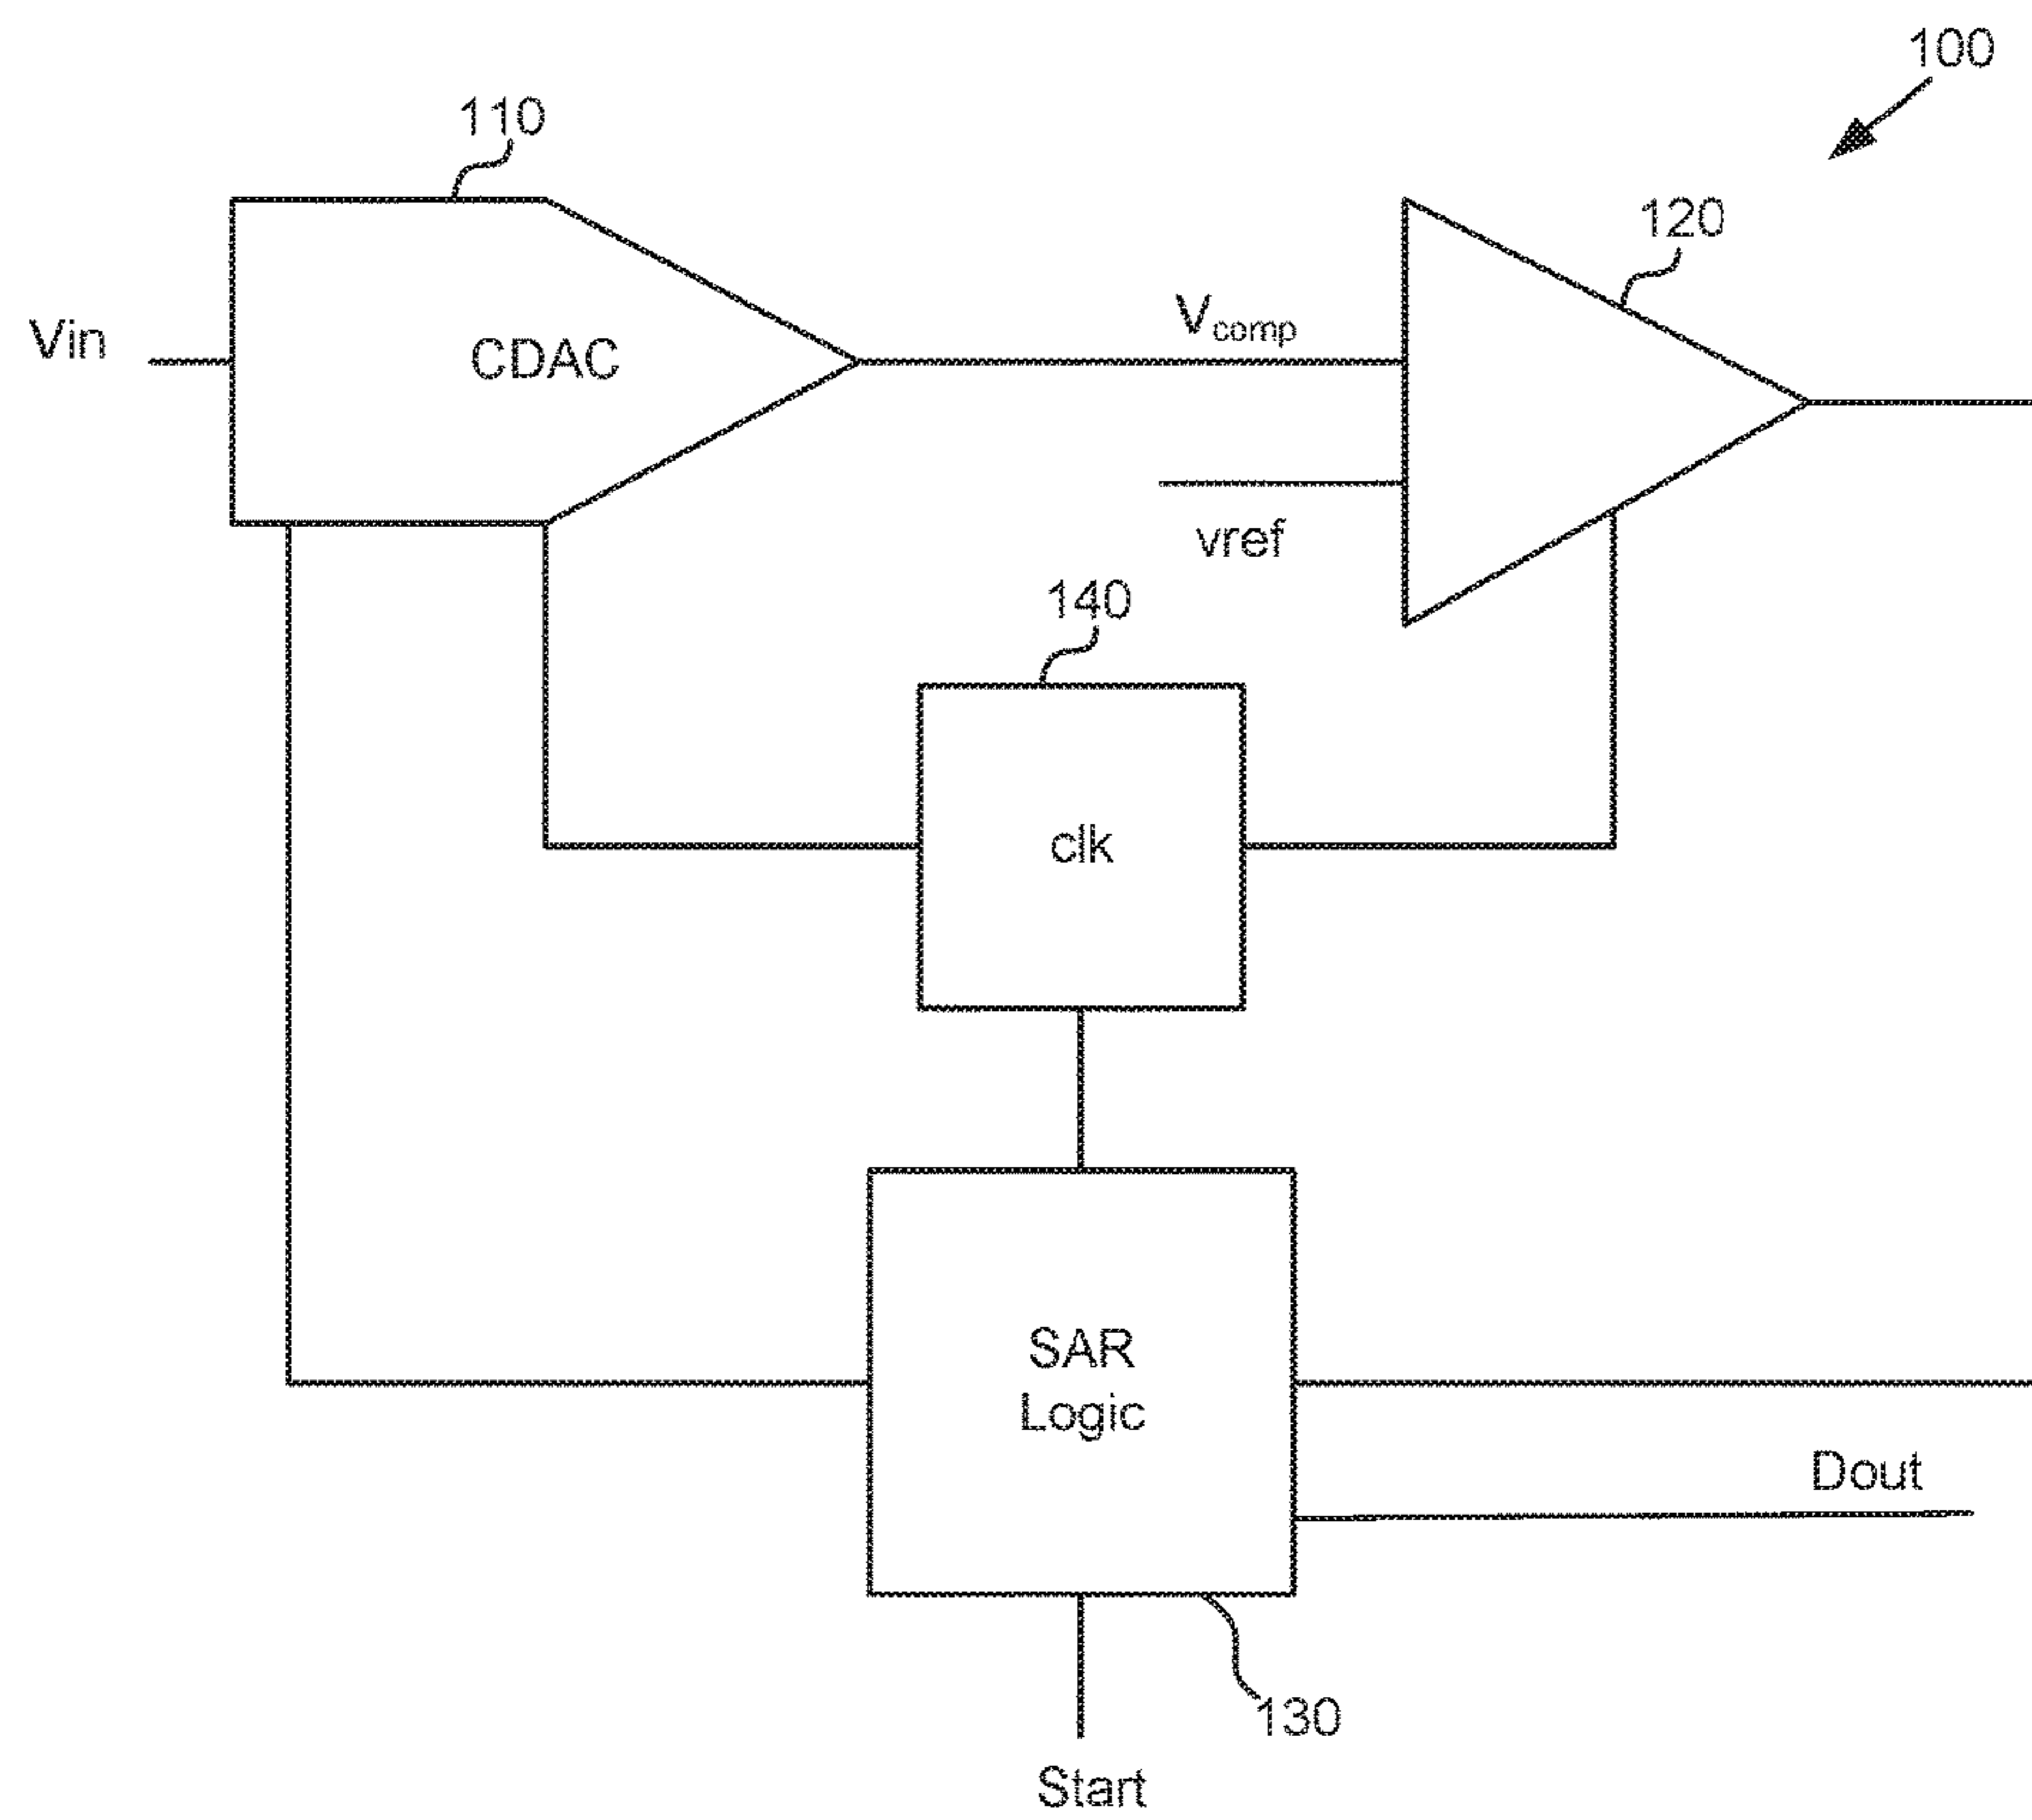 100
110
120
Vin
CDAC
Vcomp
vref
140
clk
SAR
Logic
Dout
130
Start